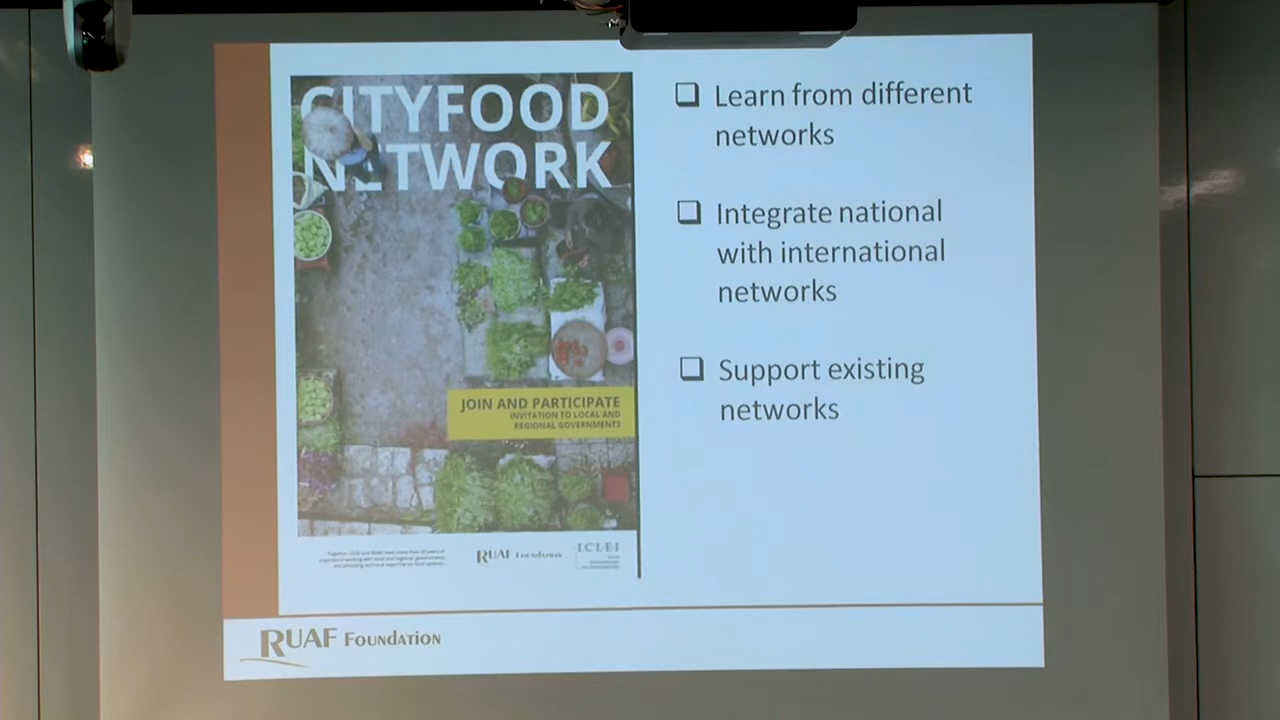 CITYFOOD
NETWORK
JOIN AND PARTICIPATE
INVITATION TO LOCAL AND
REGIONAL GOVERNMENTS
RUAF FOUNDATION
ICLEI
❑ Learn from different
networks
❑ Integrate national
with international
networks
❑ Support existing
networks
RUAF FOUNDATION